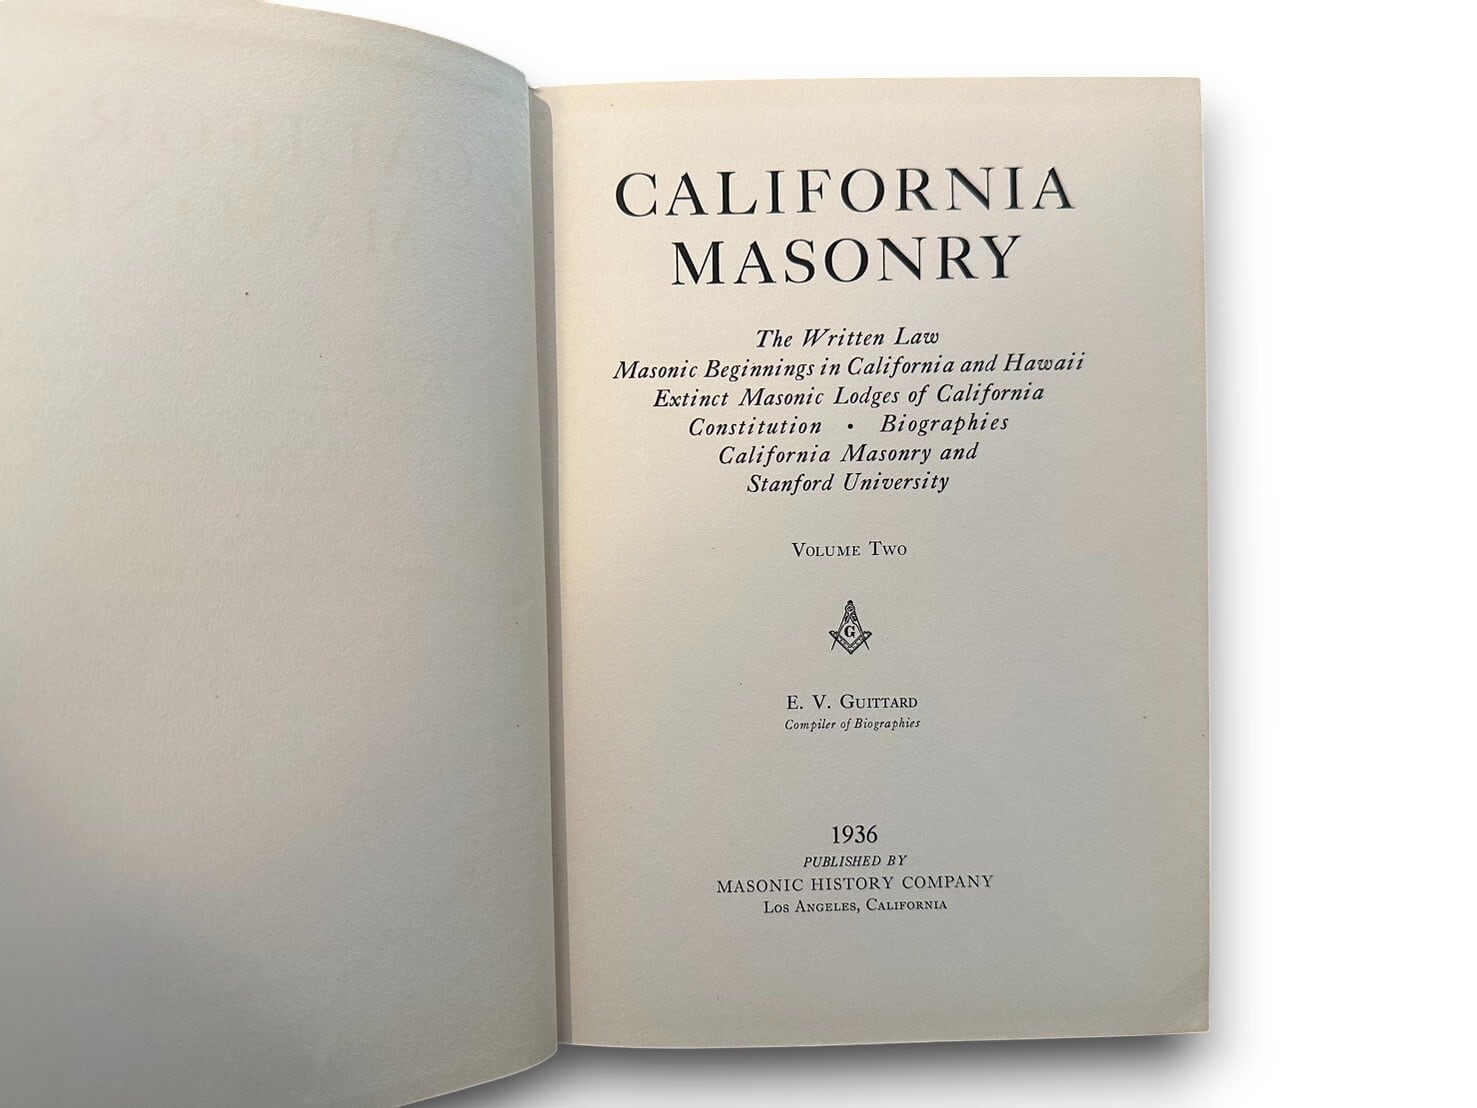 CALIFORNIA
MASONRY
The Written Law
Masonic Beginnings in California and Hawaii
Extinct Masonic Lodges of California
Constitution • Biographies
California Masonry and
Stanford University
VOLUME TWO
G
E. V. GUITTARD
Compiler of Biographies
1936
PUBLISHED BY
MASONIC HISTORY COMPANY
LOS ANGELES, CALIFORNIA